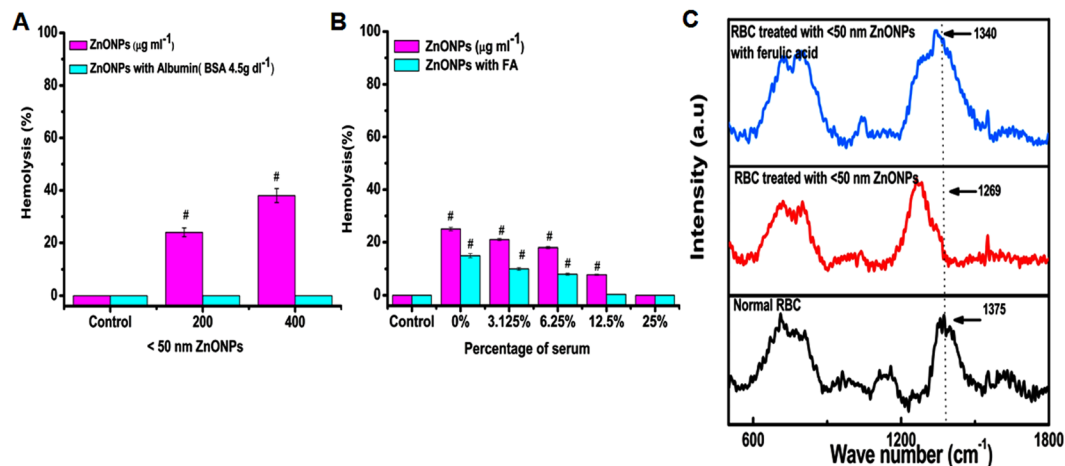 A
100
80
60
40
20
0
Hemolysis (%)
ZnONPs (µg ml-1)
ZnONPs with Albumin( BSA 4.5g dl-1)
#
#
Control
200
400
< 50 nm ZnONPs
B
100
80
60
40
20
0
Hemolysis(%)
ZnONPs (µg ml-1)
ZnONPs with FA
#
#
#
#
#
#
#
Control
0%
3.125%
6.25%
12.5%
25%
Percentage of serum
C
Intensity (a.u)
RBC treated with <50 nm ZnONPs
with ferulic acid
1340
RBC treated with <50 nm ZnONPs
1269
Normal RBC
1375
600
1200
1800
Wave number (cm-1)